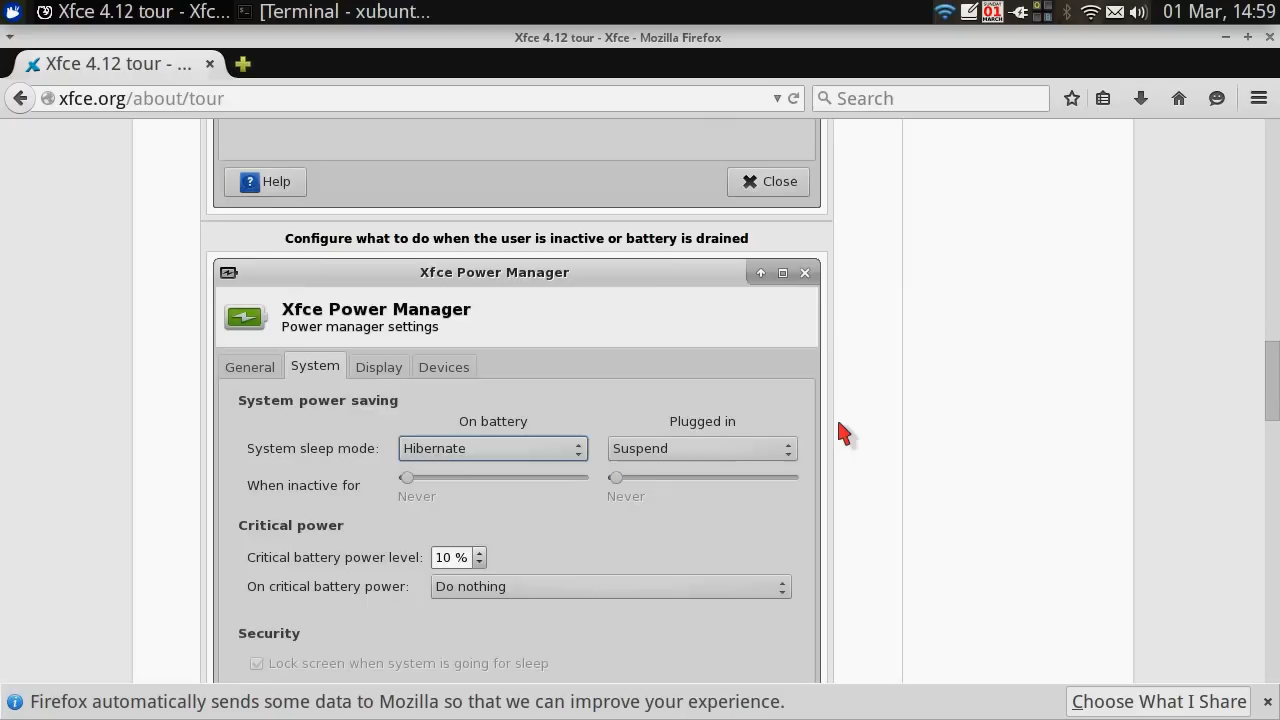 Xfce 4.12 tour - Xfc... [Terminal - xubunt... SUNDAY 01 MARCH 01 Mar, 14:59
Xfce 4.12 tour - Xfce - Mozilla Firefox
Xfce 4.12 tour - ...
xfce.org/about/tour Search
? Help Close
Configure what to do when the user is inactive or battery is drained
Xfce Power Manager
Xfce Power Manager
Power manager settings
General System Display Devices
System power saving
On battery Plugged in
System sleep mode: Hibernate Suspend
When inactive for
Never Never
Critical power
Critical battery power level: 10 %
On critical battery power: Do nothing
Security
Lock screen when system is going for sleep
Firefox automatically sends some data to Mozilla so that we can improve your experience. Choose What I Share